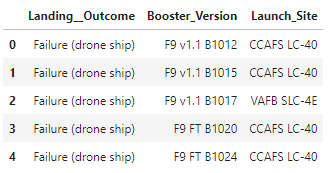 Landing__Outcome Booster_Version Launch_Site
0 Failure (drone ship) F9 v1.1 B1012 CCAFS LC-40
1 Failure (drone ship) F9 v1.1 B1015 CCAFS LC-40
2 Failure (drone ship) F9 v1.1 B1017 VAFB SLC-4E
3 Failure (drone ship) F9 FT B1020 CCAFS LC-40
4 Failure (drone ship) F9 FT B1024 CCAFS LC-40